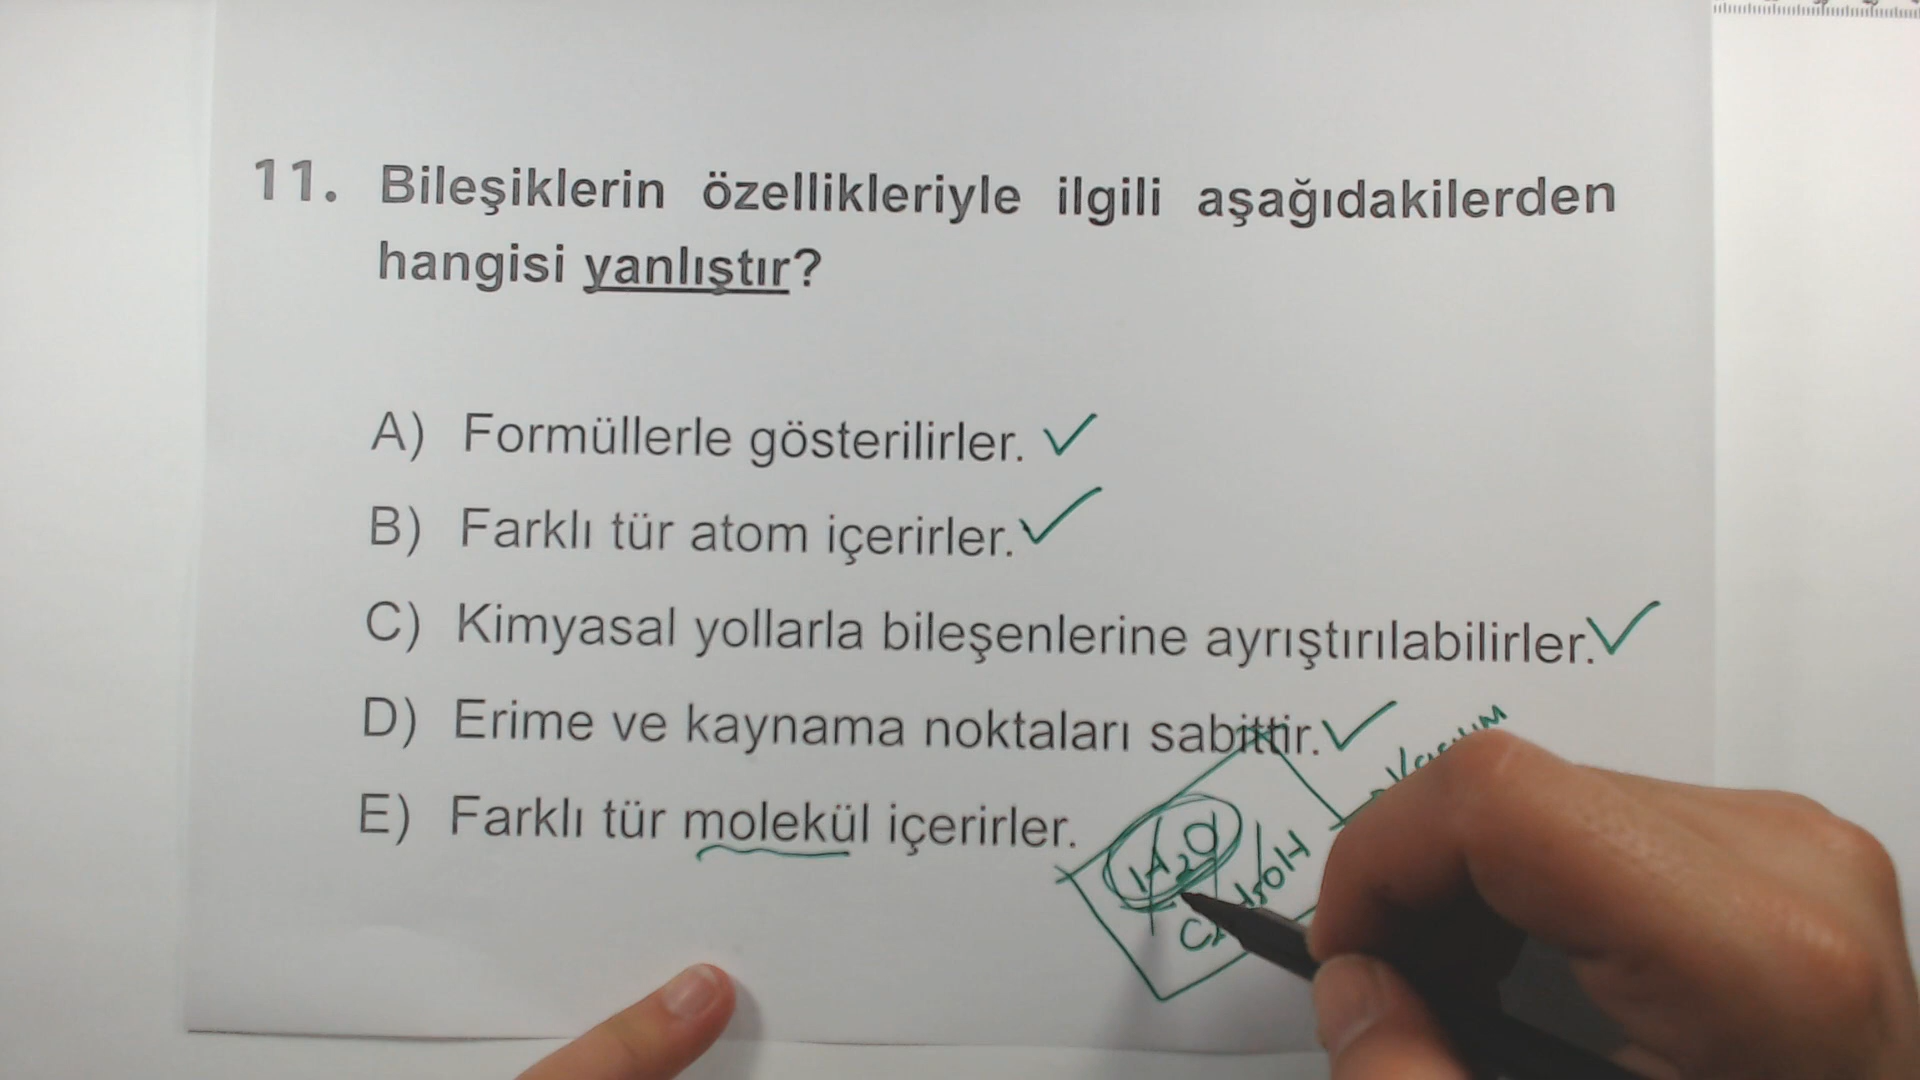 11. Bileşiklerin özellikleriyle ilgili aşağıdakilerden
hangisi yanlıştır?
A) Formüllerle gösterilirler.
B) Farklı tür atom içerirler.
C) Kimyasal yollarla bileşenlerine ayrıştırılabilirler.
D) Erime ve kaynama noktaları sabittir.
E) Farklı tür molekül içerirler.
H2O